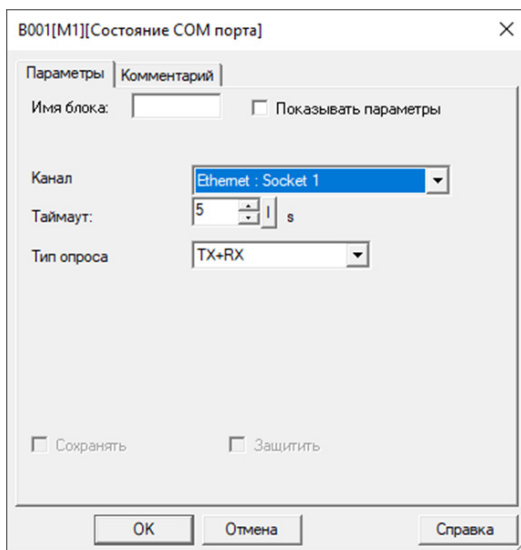 B001[M1][Состояние COM порта]
Параметры Комментарий
Имя блока: Показывать параметры
Канал Ethernet : Socket 1
Таймаут: 5 s
Тип опроса TX+RX
Сохранять Защитить
OK Отмена Справка